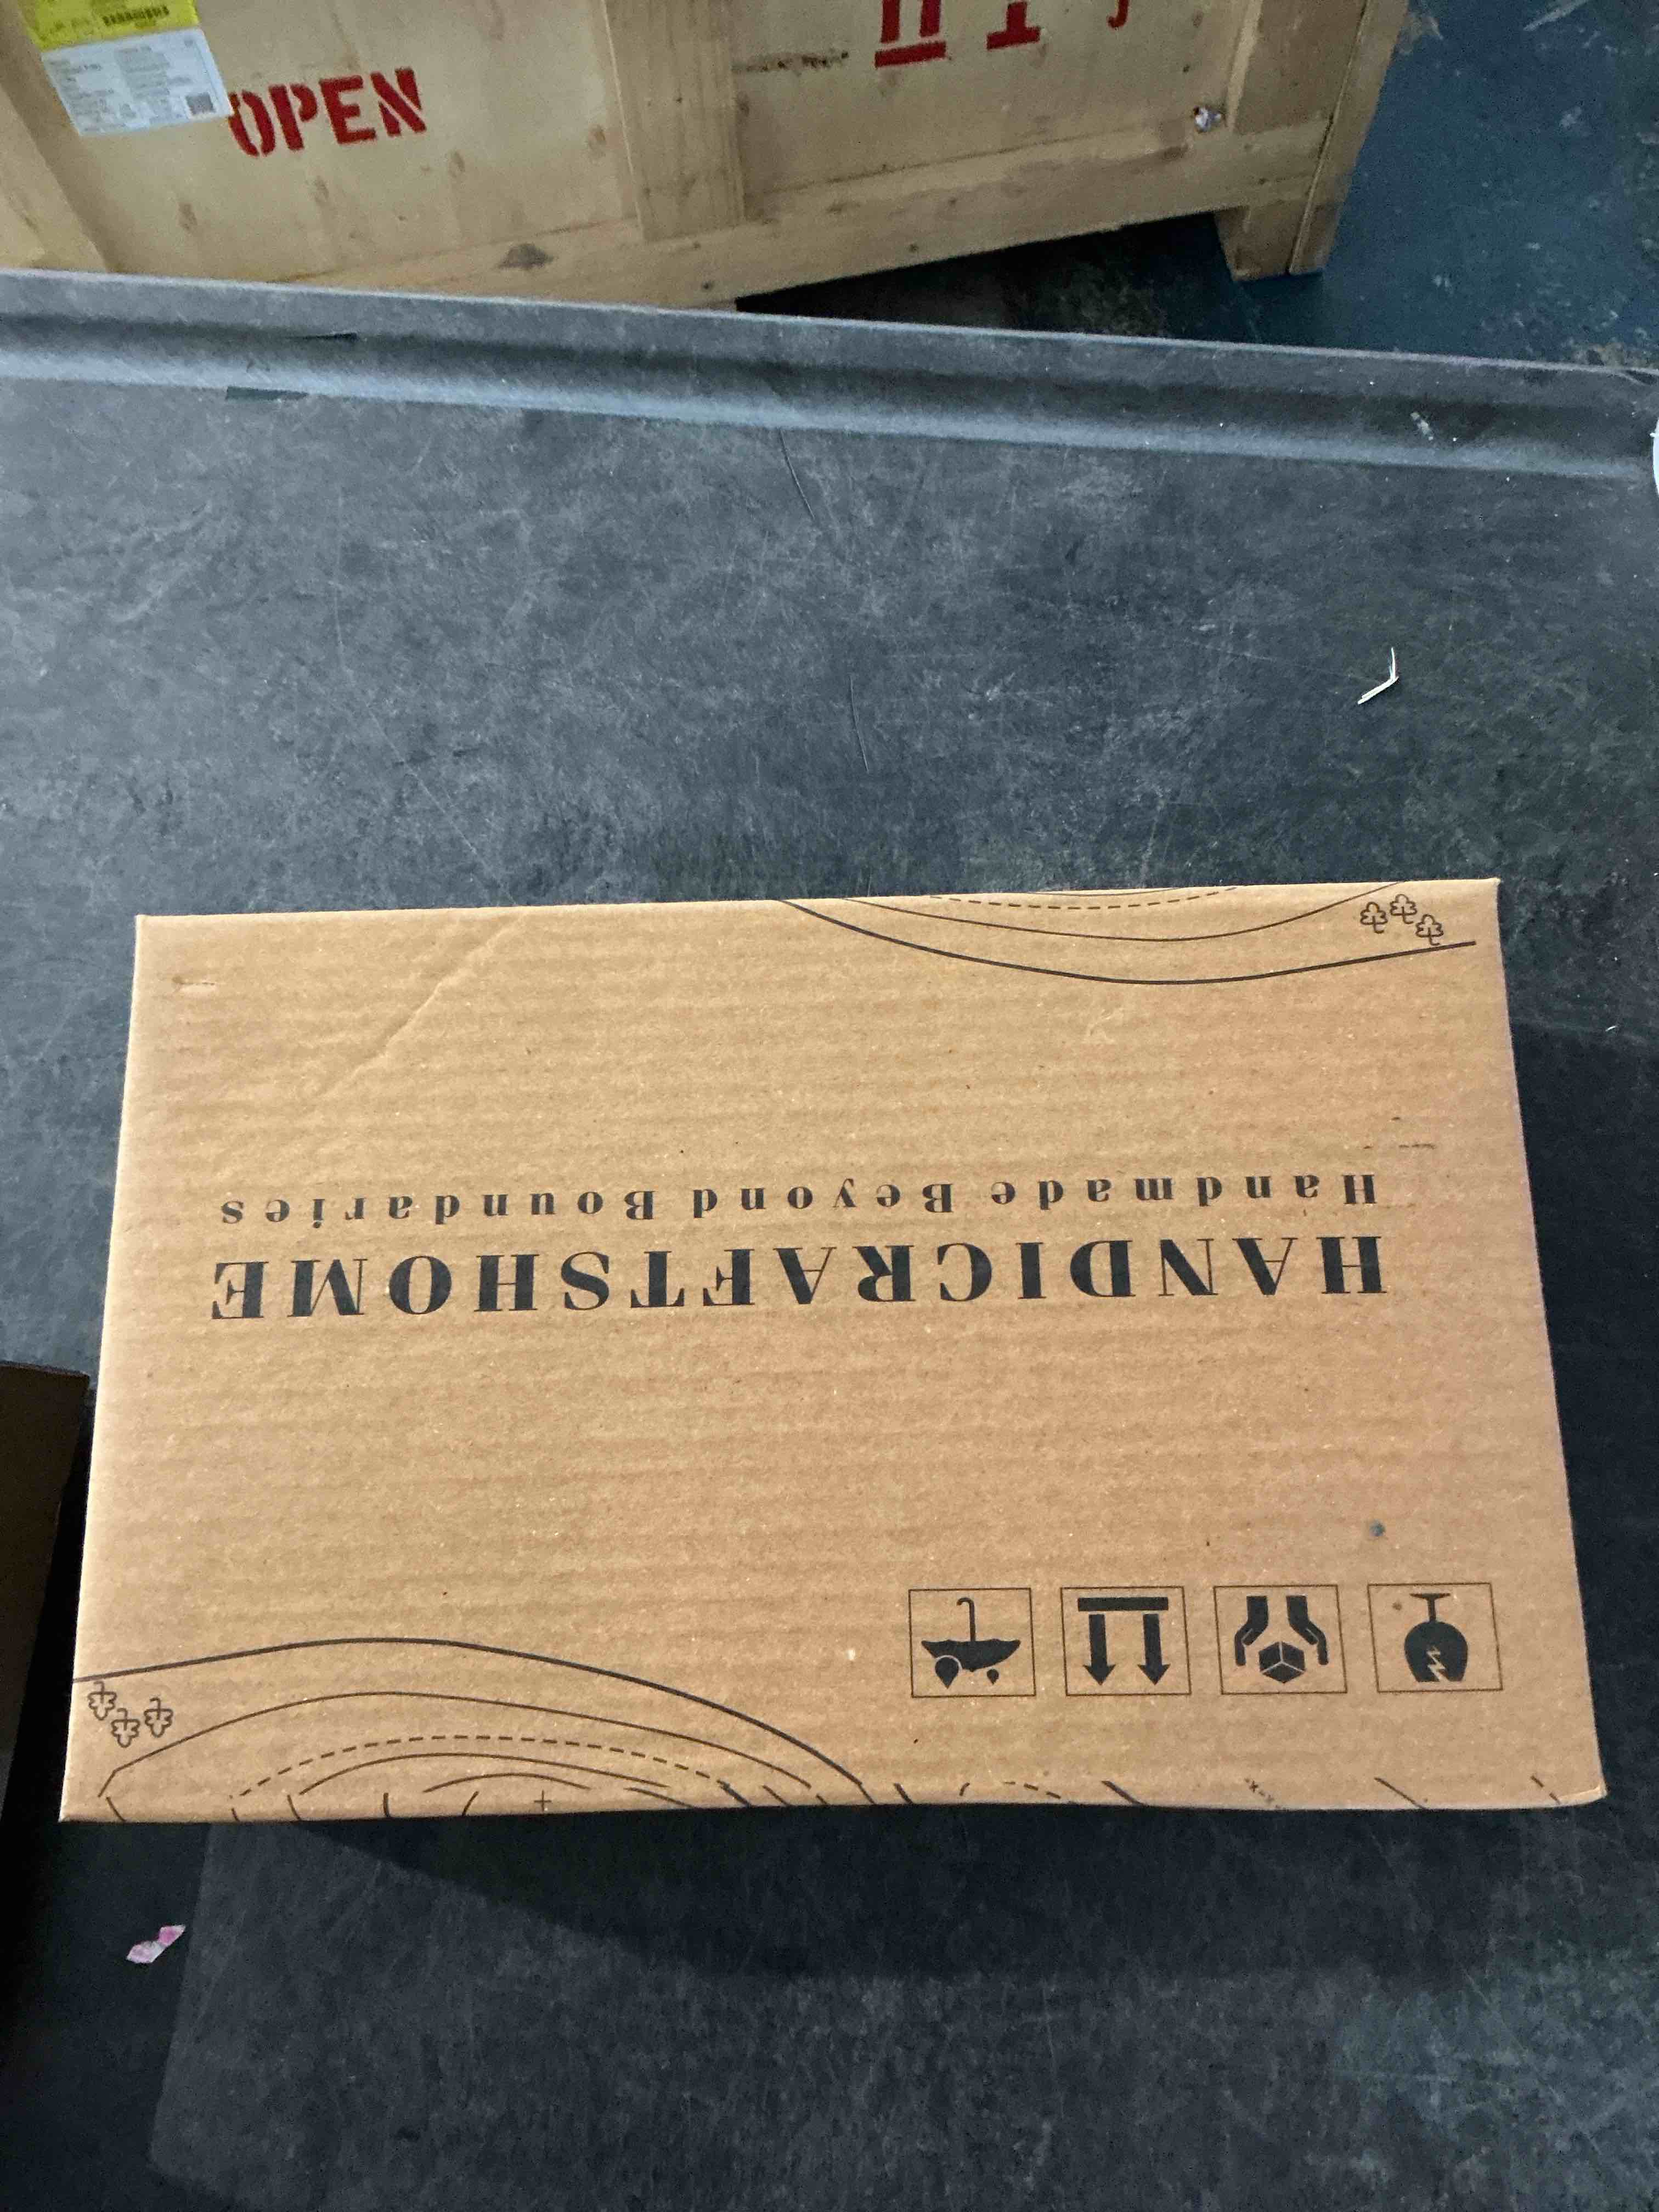 OPEN
HANDICRAFTSHOME
Handmade Beyond Boundaries